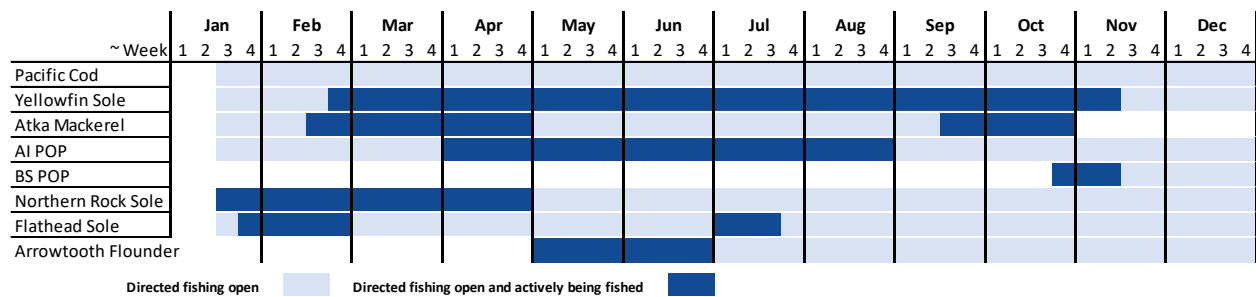 Jan Feb Mar Apr May Jun Jul Aug Sep Oct Nov Dec
~ Week 1 2 3 4 1 2 3 4 1 2 3 4 1 2 3 4 1 2 3 4 1 2 3 4 1 2 3 4 1 2 3 4 1 2 3 4 1 2 3 4 1 2 3 4 1 2 3 4
Pacific Cod
Yellowfin Sole
Atka Mackerel
AI POP
BS POP
Northern Rock Sole
Flathead Sole
Arrowtooth Flounder
Directed fishing open Directed fishing open and actively being fished